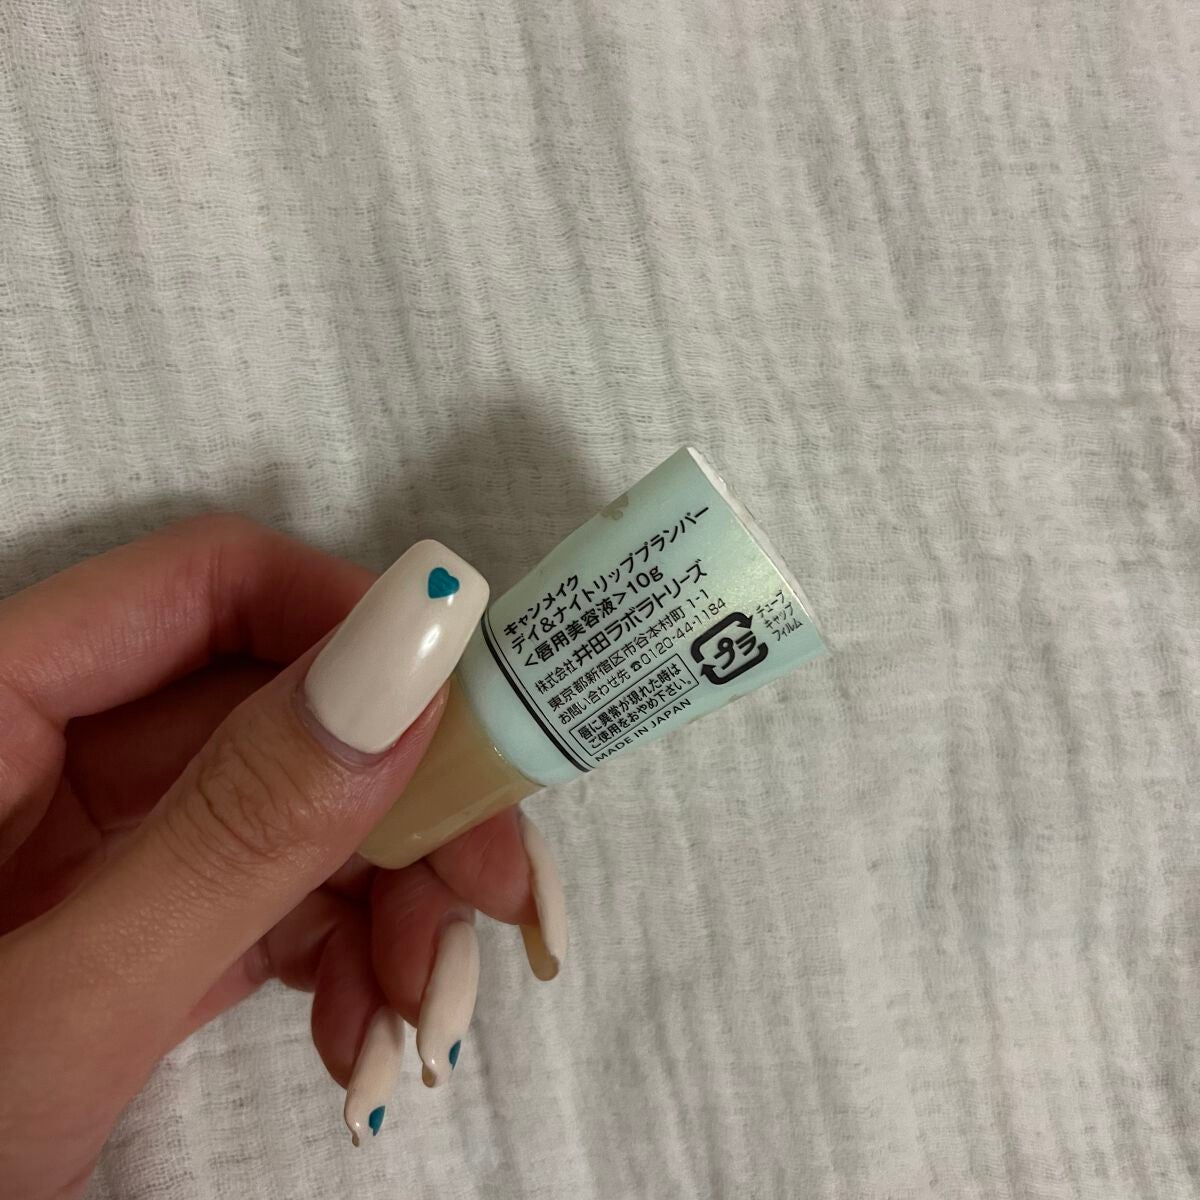 キャンメイク
デイ&ナイトリッププランパー
<唇用美容液>10g
株式会社 井田ラボラトリーズ
東京都新宿区市谷本村町1-1
お問い合わせ先 ☎0120-44-1184
唇に異常が現れた時は
ご使用をおやめ下さい。
MADE IN JAPAN
プラ
チューブ
キャップ
フィルム